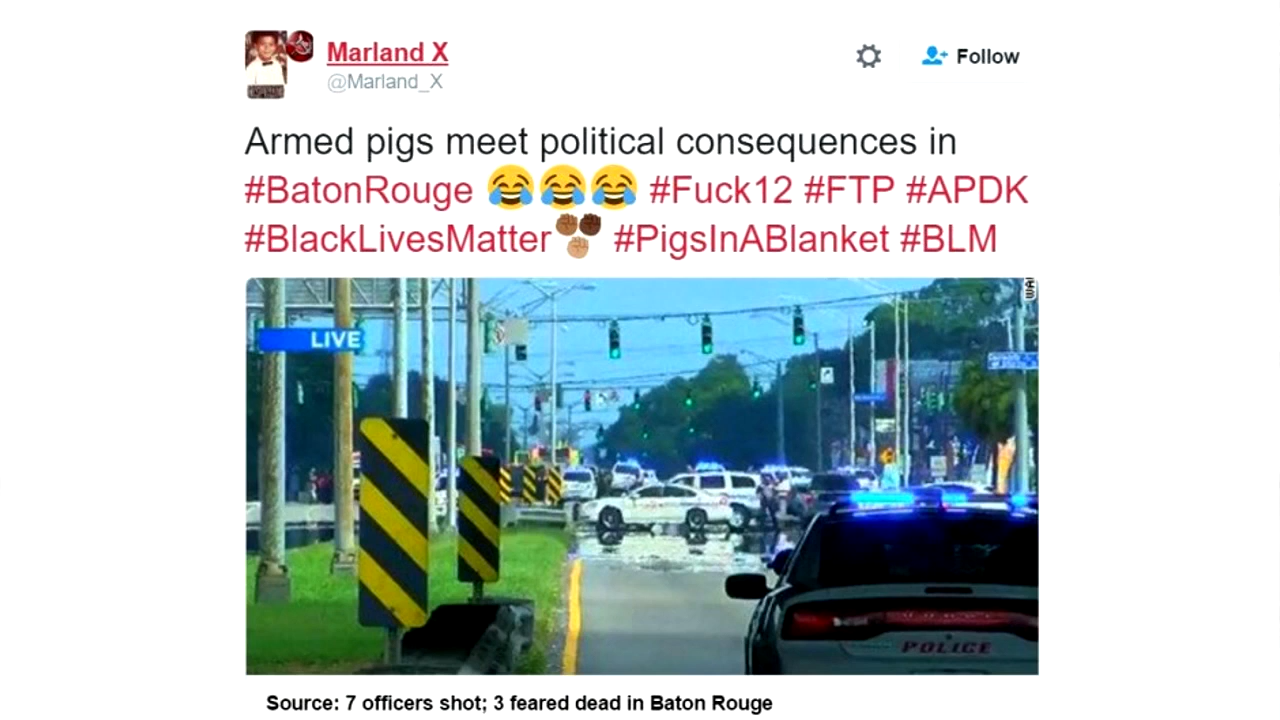 Marland X
@Marland_X
Follow
Armed pigs meet political consequences in
#BatonRouge 😂😂😂 #Fuck12 #FTP #APDK
#BlackLivesMatter✊🏾✊🏿✊🏽 #PigsInABlanket #BLM
LIVE
POLICE
Source: 7 officers shot; 3 feared dead in Baton Rouge